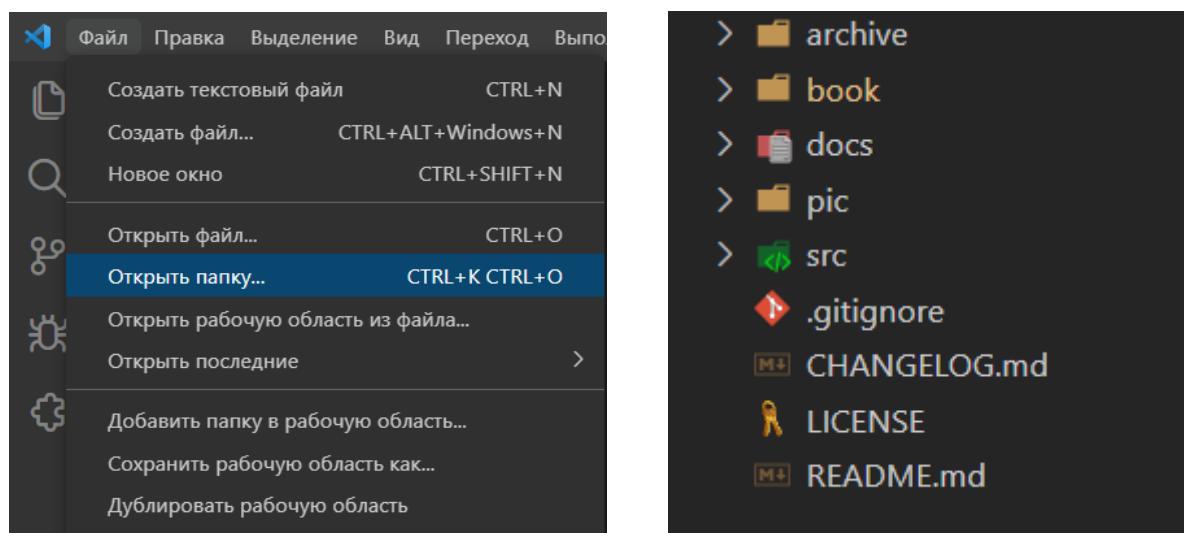 Файл Правка Выделение Вид Переход Выпо
Создать текстовый файл CTRL+N
Создать файл... CTRL+ALT+Windows+N
Новое окно CTRL+SHIFT+N
Открыть файл... CTRL+O
Открыть папку... CTRL+K CTRL+O
Открыть рабочую область из файла...
Открыть последние
Добавить папку в рабочую область...
Сохранить рабочую область как...
Дублировать рабочую область
archive
book
docs
pic
src
.gitignore
CHANGELOG.md
LICENSE
README.md